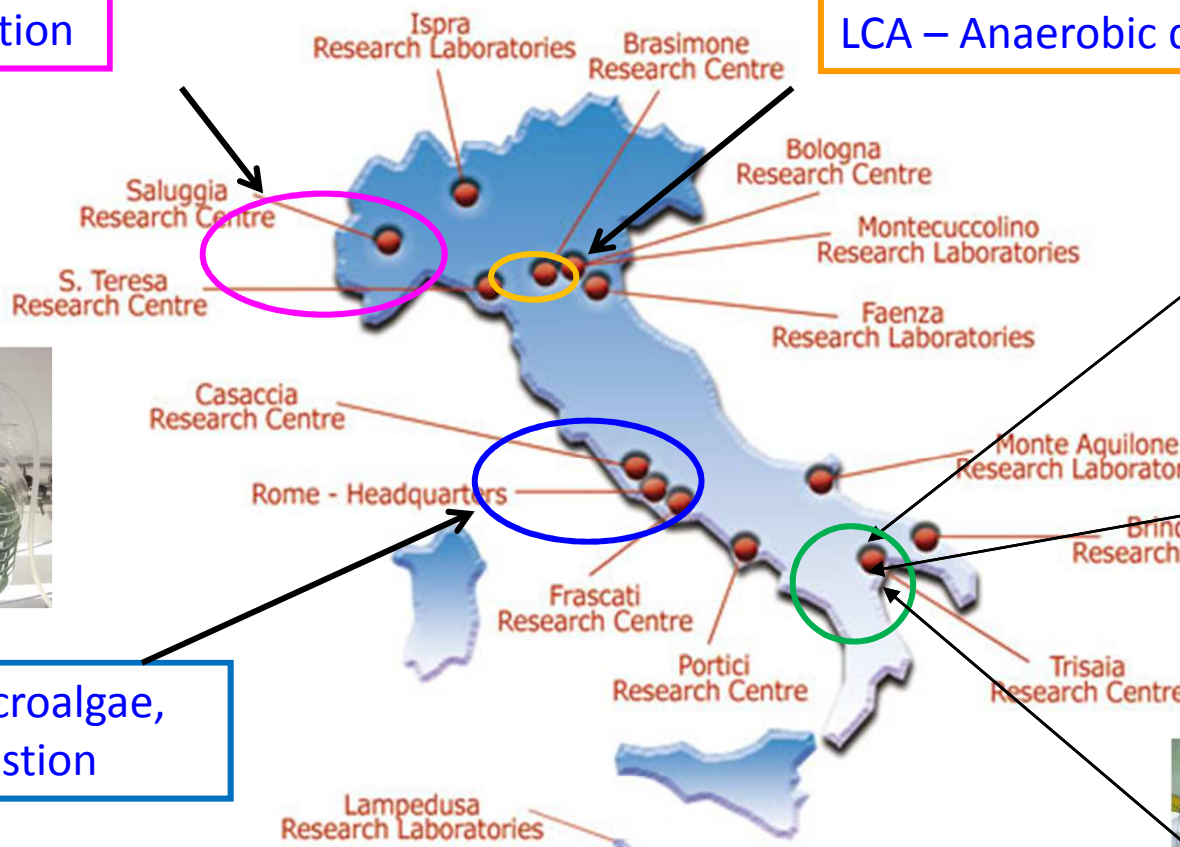 tion
LCA – Anaerobic
Ispra
Research Laboratories
Brasimone
Research Centre
Bologna
Research Centre
Saluggia
Research Centre
Montecuccolino
Research Laboratories
S. Teresa
Research Centre
Faenza
Research Laboratories
Casaccia
Research Centre
Monte Aquilone
Research Laborator
Rome - Headquarters
Brind
Research
Frascati
Research Centre
Portici
Research Centre
Trisaia
Research Centre
croalgae,
stion
Lampedusa
Research Laboratories